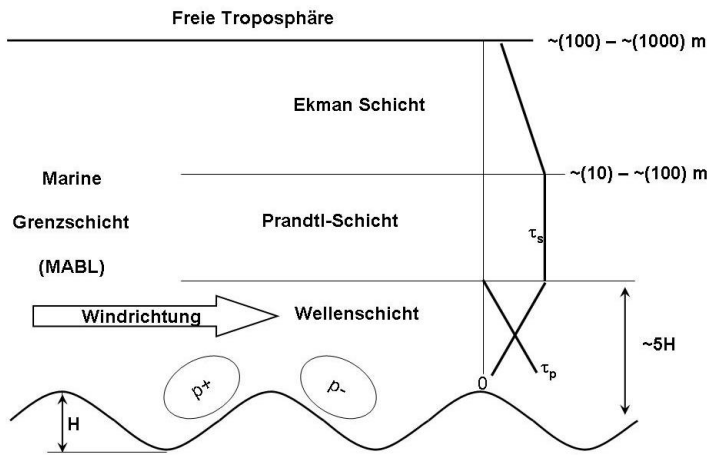 Freie Troposphäre
~(100) – ~(1000) m
Ekman Schicht
~(10) – ~(100) m
Marine
Grenzschicht
(MABL)
Prandtl-Schicht
τs
Windrichtung
Wellenschicht
~5H
τp
p+
p-
0
H